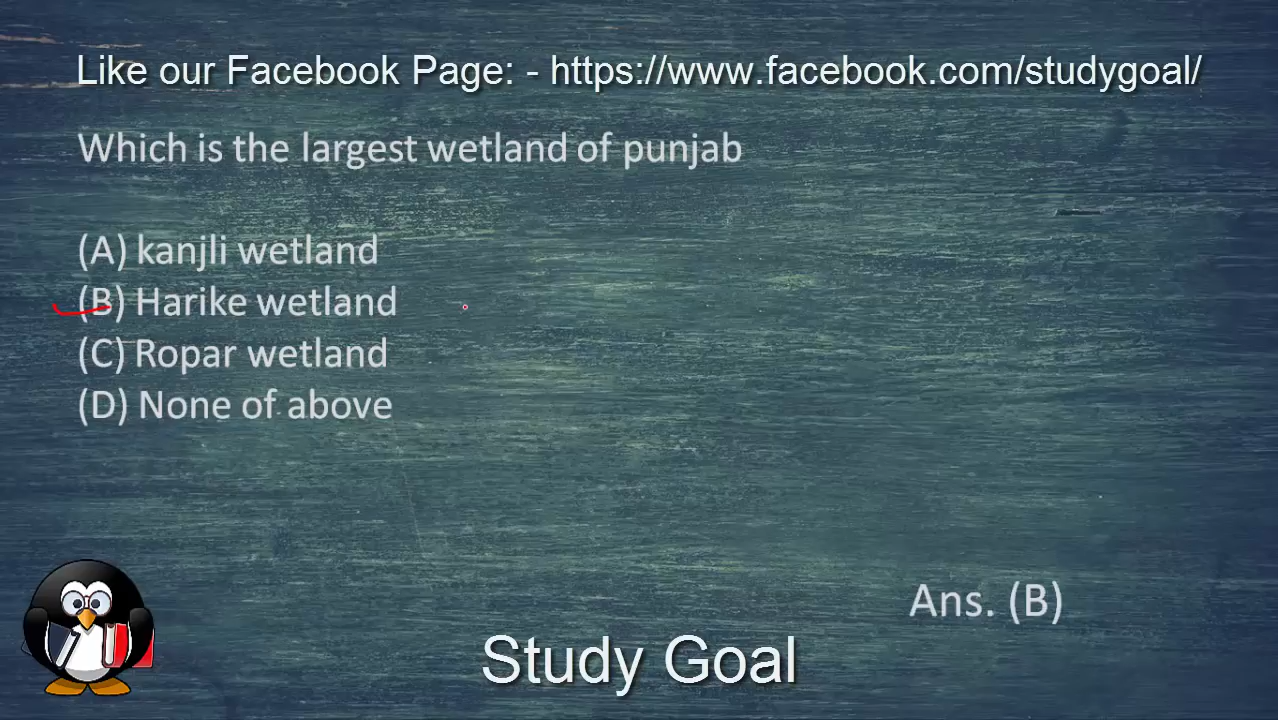 Like our Facebook Page: - https://www.facebook.com/studygoal/
Which is the largest wetland of punjab
(A) kanjli wetland
(B) Harike wetland
(C) Ropar wetland
(D) None of above
Ans. (B)
Study Goal